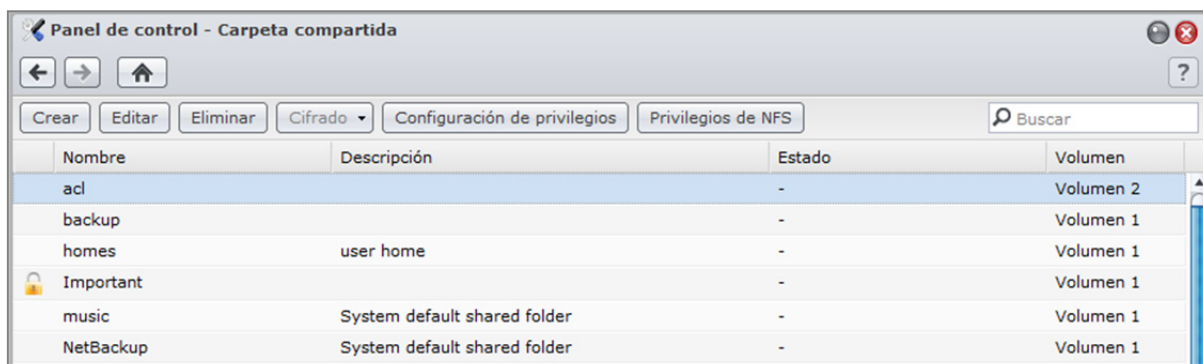 Panel de control - Carpeta compartida
?
Crear Editar Eliminar Cifrado Configuración de privilegios Privilegios de NFS Buscar
Nombre Descripción Estado Volumen
acl - Volumen 2
backup - Volumen 1
homes user home - Volumen 1
Important - Volumen 1
music System default shared folder - Volumen 1
NetBackup System default shared folder - Volumen 1